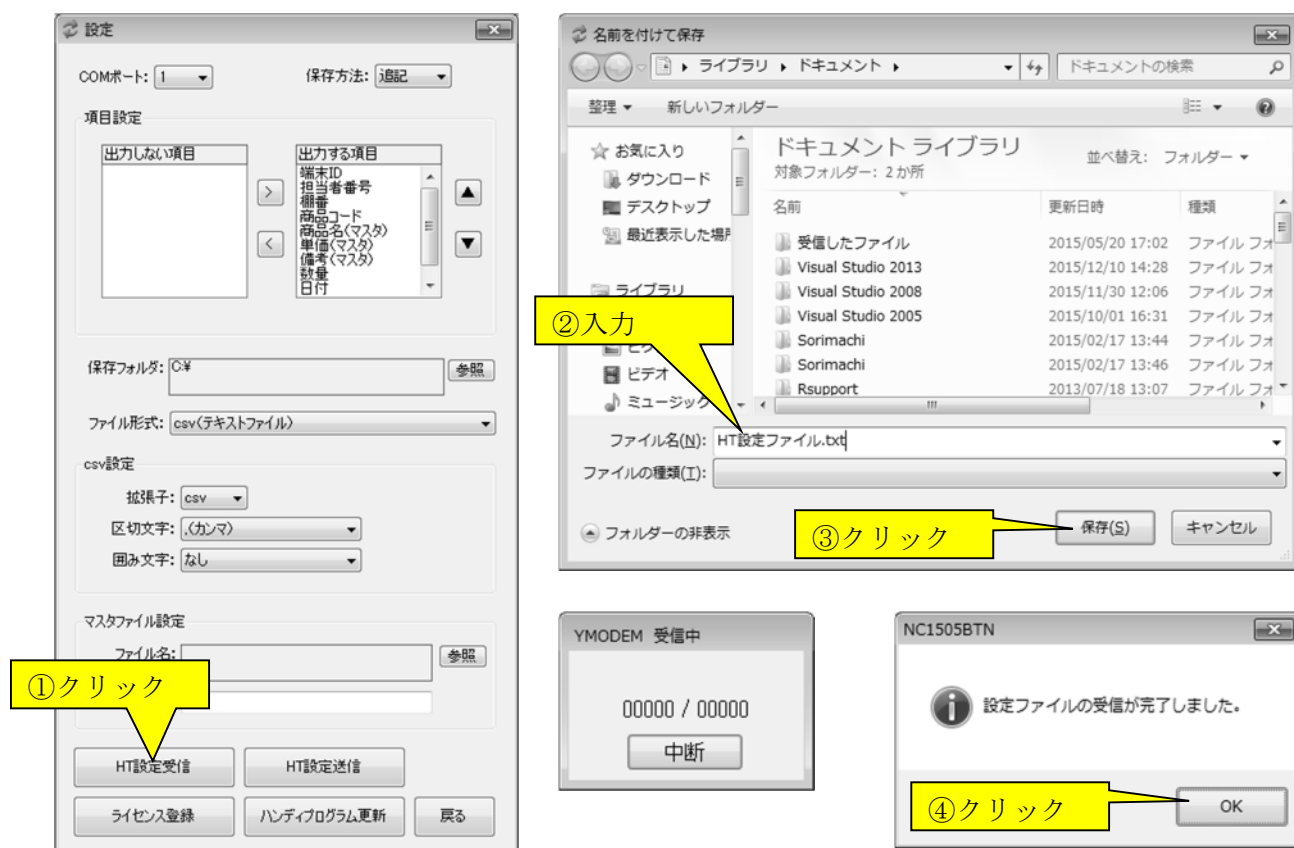 設定
COMポート: 1
保存方法: 追記
項目設定
出力しない項目
出力する項目
端末ID
担当者番号
棚番
商品コード
商品名(マスタ)
単価(マスタ)
備考(マスタ)
数量
日付
保存フォルダ: C:¥
参照
ファイル形式: csv(テキストファイル)
csv設定
拡張子: csv
区切文字: ,(カンマ)
囲み文字: なし
マスタファイル設定
ファイル名:
参照
①クリック
HT設定受信
HT設定送信
ライセンス登録
ハンディプログラム更新
戻る
名前を付けて保存
ライブラリ ▸ ドキュメント ▸
ドキュメントの検索
整理 ▼ 新しいフォルダー
お気に入り
ダウンロード
デスクトップ
最近表示した場所
ライブラリ
ビデオ
ミュージック
ドキュメント ライブラリ
対象フォルダー: 2 か所
並べ替え: フォルダー ▼
名前 更新日時 種類
受信したファイル 2015/05/20 17:02 ファイル フォ
Visual Studio 2013 2015/12/10 14:28 ファイル フォ
Visual Studio 2008 2015/11/30 12:06 ファイル フォ
Visual Studio 2005 2015/10/01 16:31 ファイル フォ
Sorimachi 2015/02/17 13:44 ファイル フォ
Sorimachi 2015/02/17 13:46 ファイル フォ
Rsupport 2013/07/18 13:07 ファイル フォ
②入力
ファイル名(N): HT設定ファイル.txt
ファイルの種類(T):
フォルダーの非表示
③クリック
保存(S)
キャンセル
YMODEM 受信中
00000 / 00000
中断
NC1505BTN
設定ファイルの受信が完了しました。
④クリック
OK